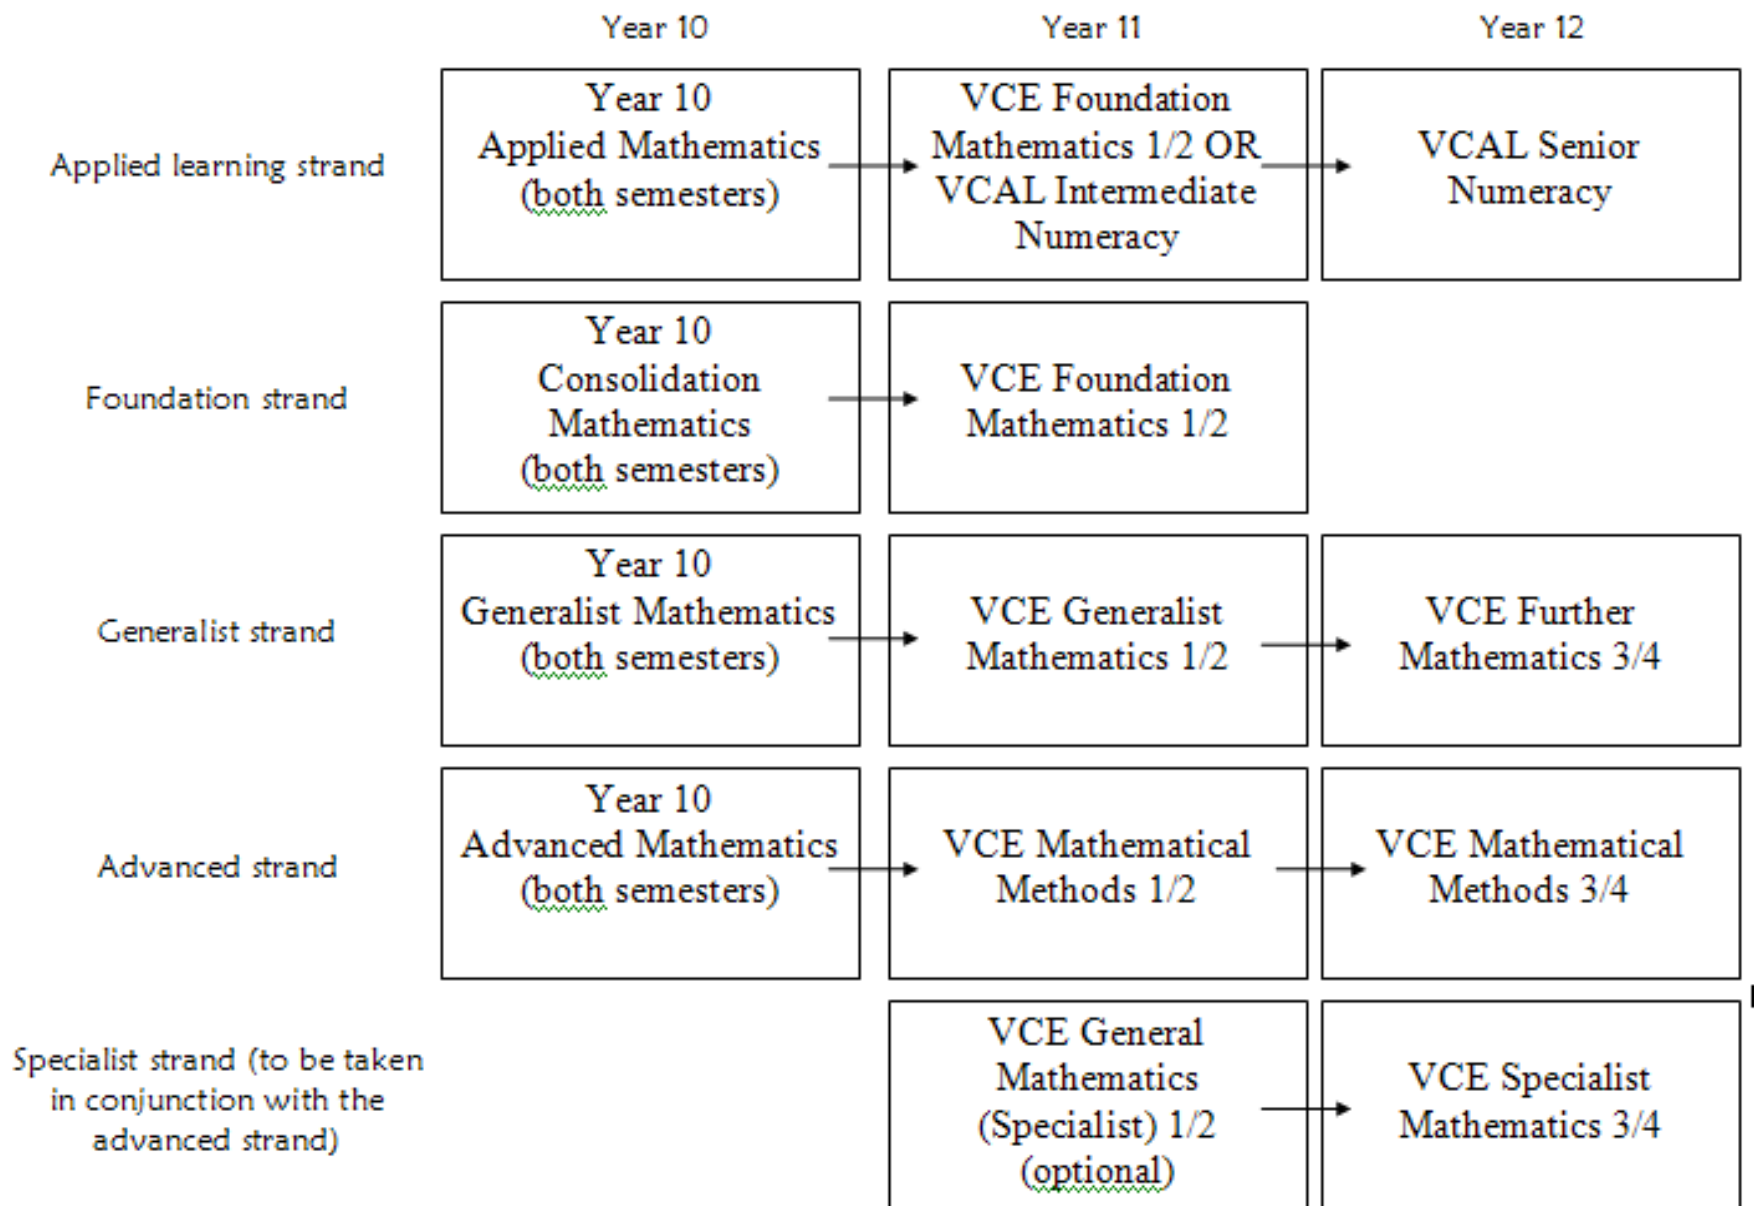 Year 10
Year 11
Year 12
Applied learning strand
Year 10
Applied Mathematics
(both semesters)
VCE Foundation
Mathematics 1/2 OR
VCAL Intermediate
Numeracy
VCAL Senior
Numeracy
Foundation strand
Year 10
Consolidation
Mathematics
(both semesters)
VCE Foundation
Mathematics 1/2
Generalist strand
Year 10
Generalist Mathematics
(both semesters)
VCE Generalist
Mathematics 1/2
VCE Further
Mathematics 3/4
Advanced strand
Year 10
Advanced Mathematics
(both semesters)
VCE Mathematical
Methods 1/2
VCE Mathematical
Methods 3/4
Specialist strand (to be taken
in conjunction with the
advanced strand)
VCE General
Mathematics
(Specialist) 1/2
(optional)
VCE Specialist
Mathematics 3/4